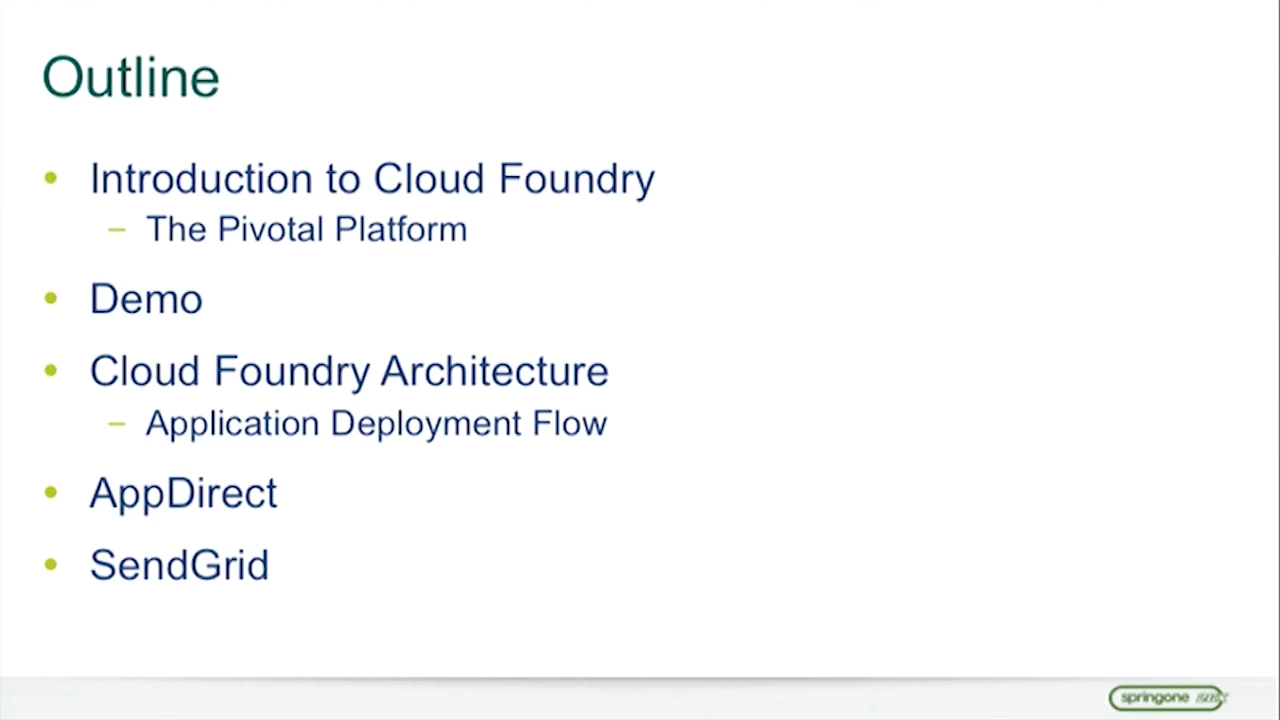 Outline
• Introduction to Cloud Foundry
– The Pivotal Platform
• Demo
• Cloud Foundry Architecture
– Application Deployment Flow
• AppDirect
• SendGrid
springone